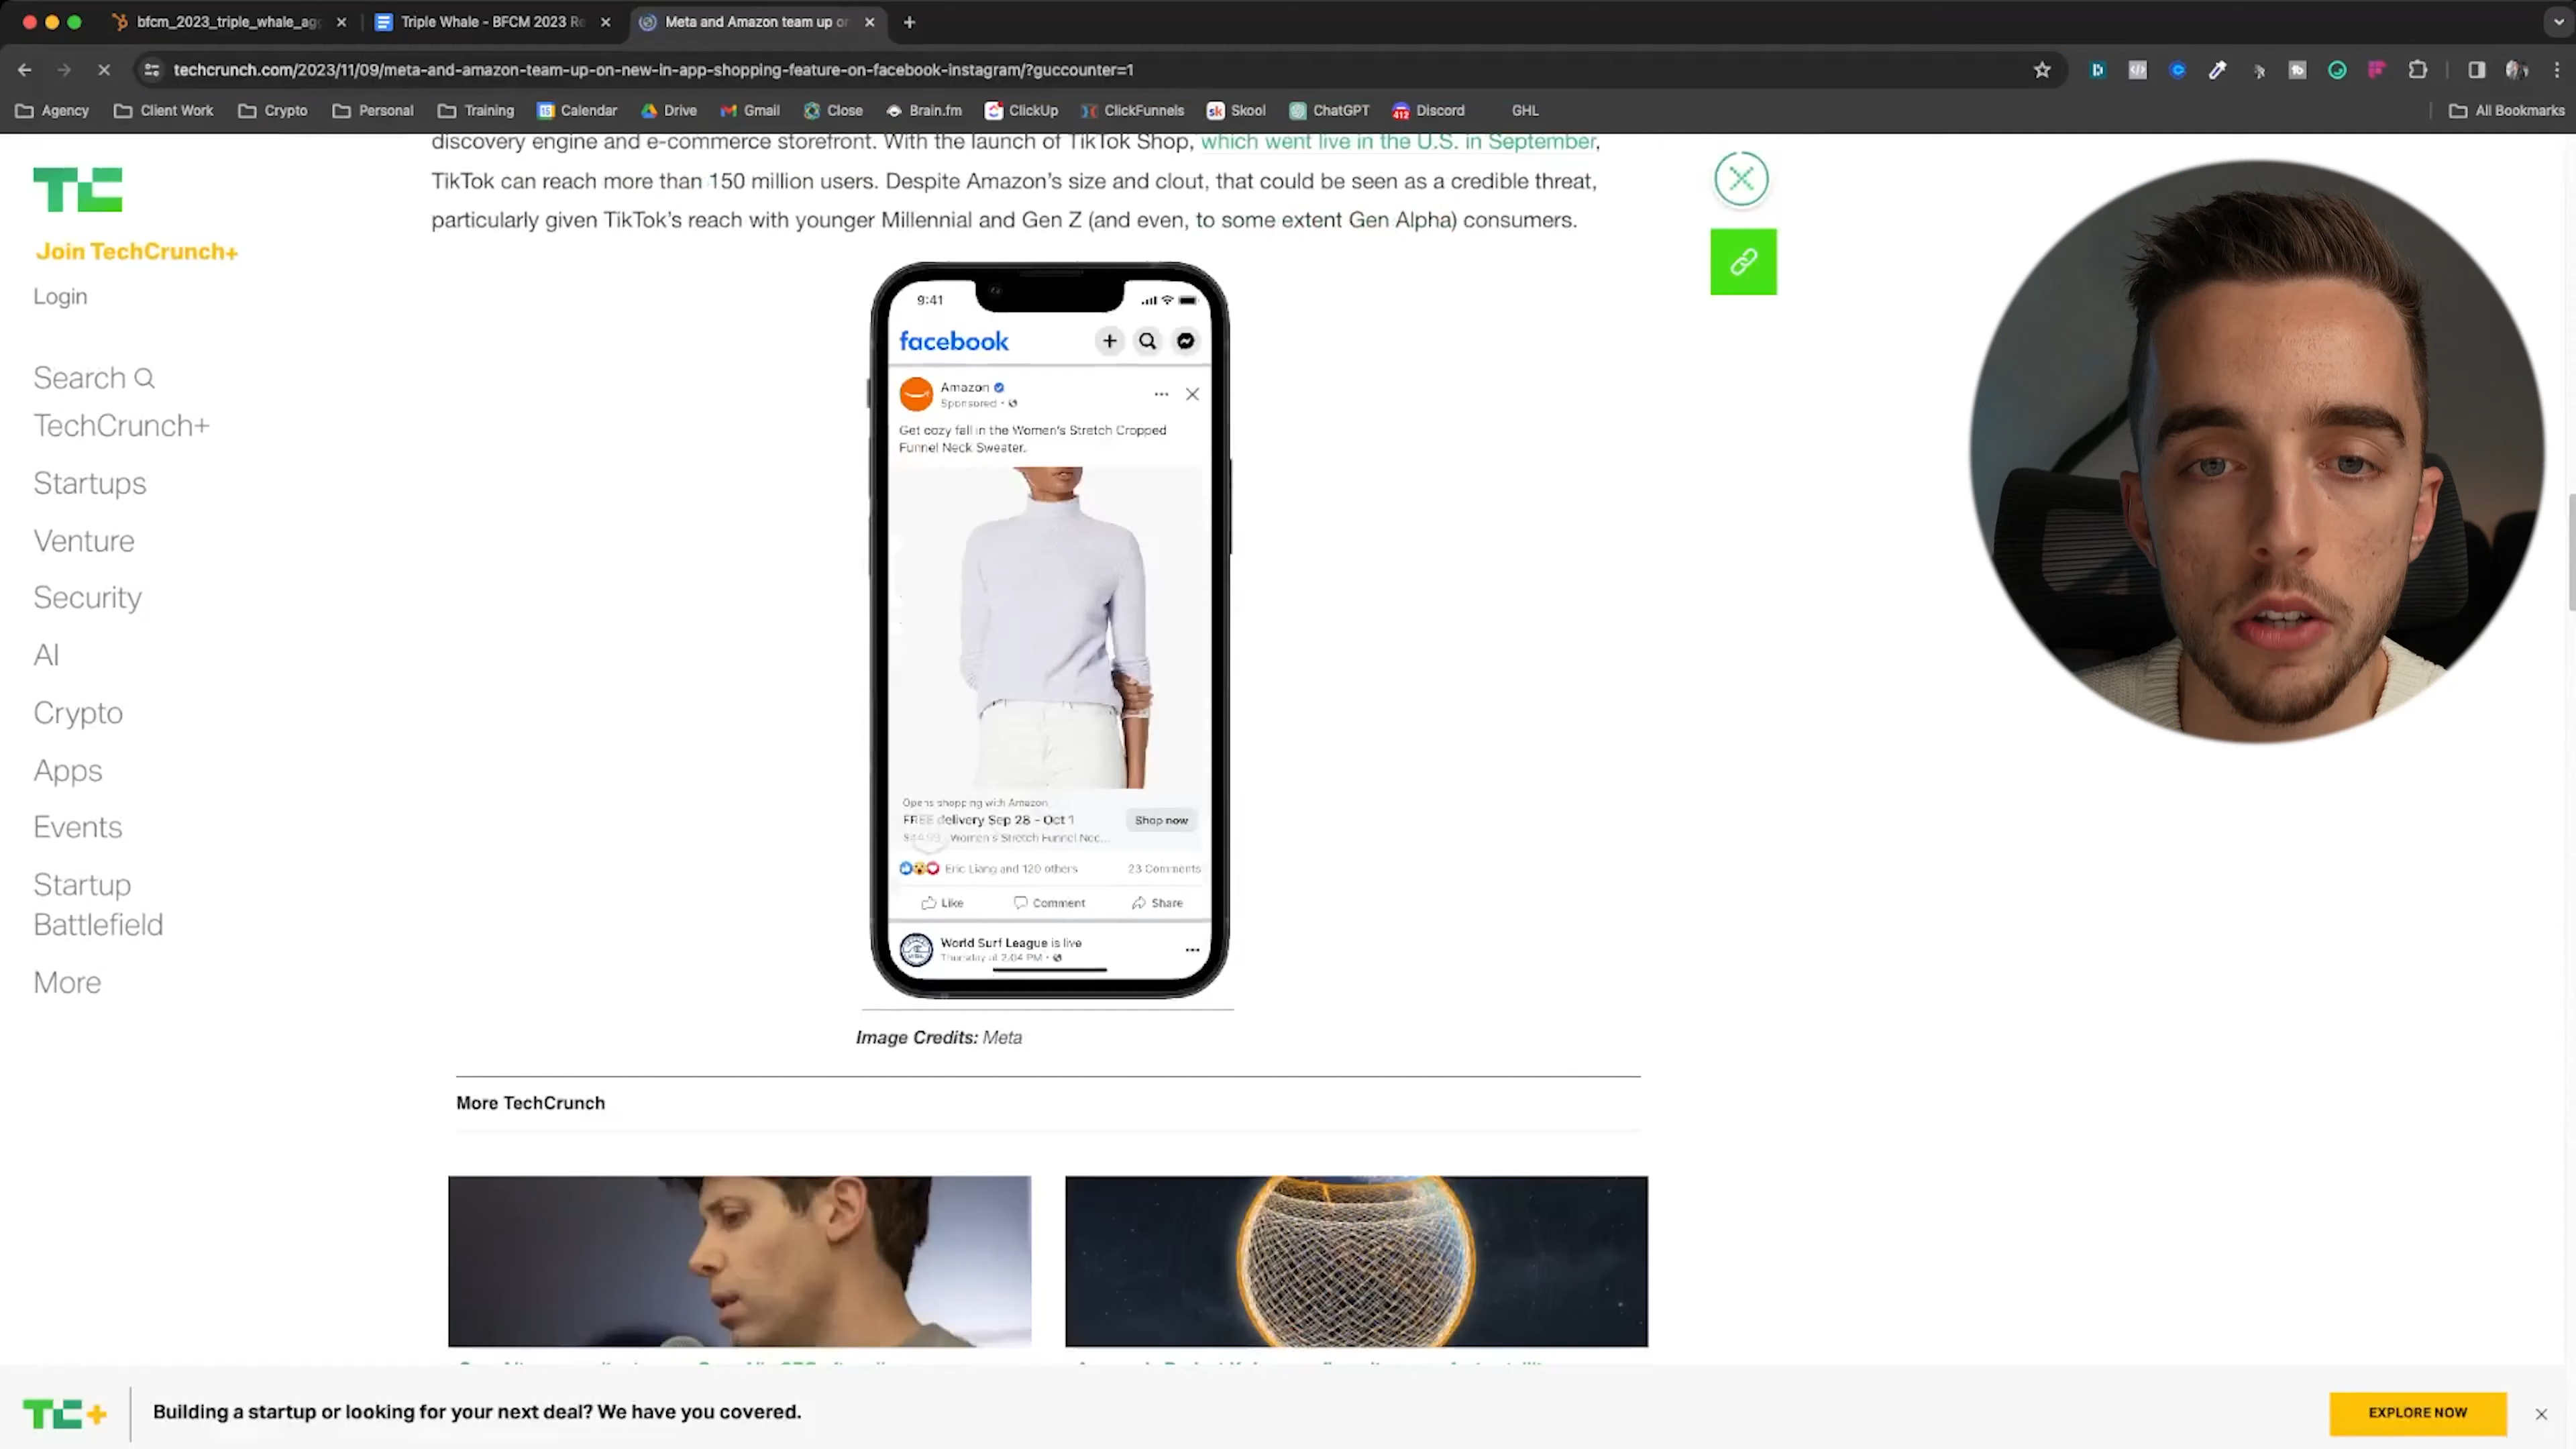 bfcm_2023_triple_whale_ag
Triple Whale - BFCM 2023 Re
Meta and Amazon team up or
techcrunch.com/2023/11/09/meta-and-amazon-team-up-on-new-in-app-shopping-feature-on-facebook-instagram/?guccounter=1
Agency
Client Work
Crypto
Personal
Training
Calendar
Drive
Gmail
Close
Brain.fm
ClickUp
ClickFunnels
Skool
ChatGPT
Discord
GHL
All Bookmarks
discovery engine and e-commerce storefront. With the launch of TikTok Shop, which went live in the U.S. in September,
TikTok can reach more than 150 million users. Despite Amazon's size and clout, that could be seen as a credible threat,
particularly given TikTok's reach with younger Millennial and Gen Z (and even, to some extent Gen Alpha) consumers.
TC
Join TechCrunch+
Login
Search
TechCrunch+
Startups
Venture
Security
AI
Crypto
Apps
Events
Startup
Battlefield
More
9:41
facebook
Amazon
Sponsored
Get cozy fall in the Women's Stretch Cropped
Funnel Neck Sweater.
Opens shopping with Amazon
FREE delivery Sep 28 - Oct 1
Women's Stretch Funnel Nec...
Shop now
Eric Liang and 120 others
23 Comments
Like
Comment
Share
World Surf League is live
Thursday at 2:04 PM
Image Credits: Meta
More TechCrunch
TC+
Building a startup or looking for your next deal? We have you covered.
EXPLORE NOW